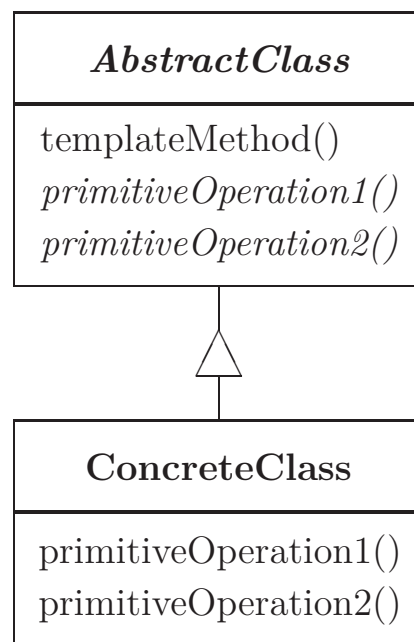 AbstractClass
templateMethod()
primitiveOperation1()
primitiveOperation2()
ConcreteClass
primitiveOperation1()
primitiveOperation2()